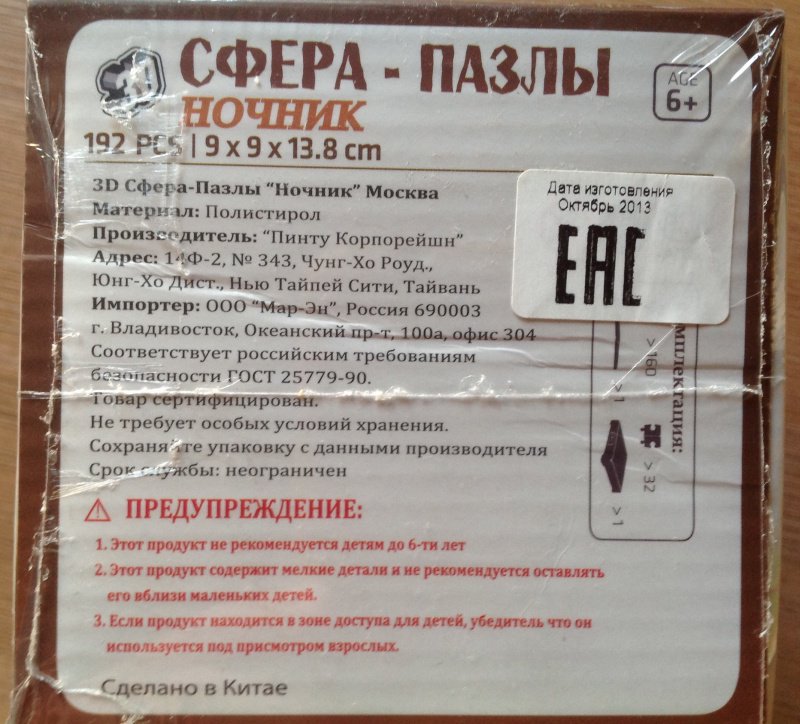 СФЕРА - ПАЗЛЫ
НОЧНИК
AGE
6+
192 PCS | 9 x 9 x 13.8 cm
3D Сфера-Пазлы “Ночник” Москва
Материал: Полистирол
Производитель: “Пинту Корпорейшн”
Адрес: 14Ф-2, № 343, Чунг-Хо Роуд.,
Юнг-Хо Дист., Нью Тайпей Сити, Тайвань
Импортер: ООО “Мар-Эн”, Россия 690003
г. Владивосток, Океанский пр-т, 100а, офис 304
Соответствует российским требованиям
безопасности ГОСТ 25779-90.
Товар сертифицирован.
Не требует особых условий хранения.
Сохраняйте упаковку с данными производителя
Срок службы: неограничен
Дата изготовления
Октябрь 2013
EAC
мплектация:
>160
>1
>32
>1
ПРЕДУПРЕЖДЕНИЕ:
1. Этот продукт не рекомендуется детям до 6-ти лет
2. Этот продукт содержит мелкие детали и не рекомендуется оставлять
его вблизи маленьких детей.
3. Если продукт находится в зоне доступа для детей, убедитель что он
используется под присмотром взрослых.
Сделано в Китае